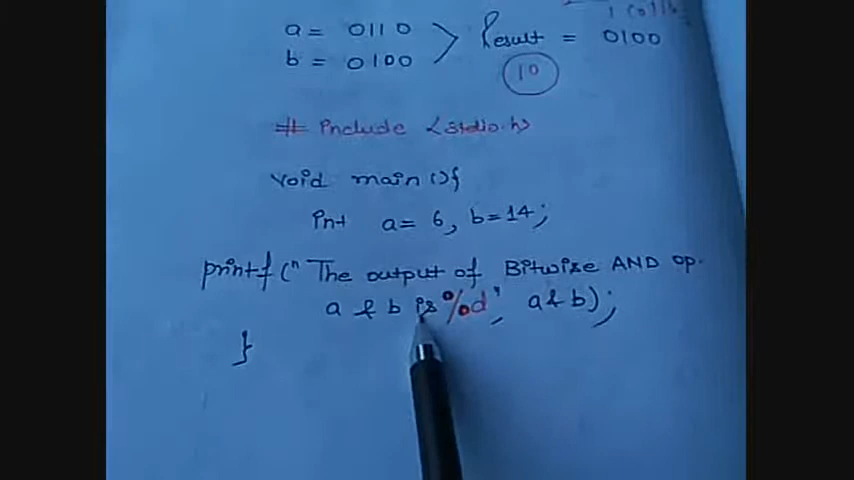 a = 0110
b = 0100
Result = 0100
10
# Include <stdio.h>
void main(){
int a= 6, b=14;
printf("The output of Bitwise AND op.
a & b is %d", a&b);
}